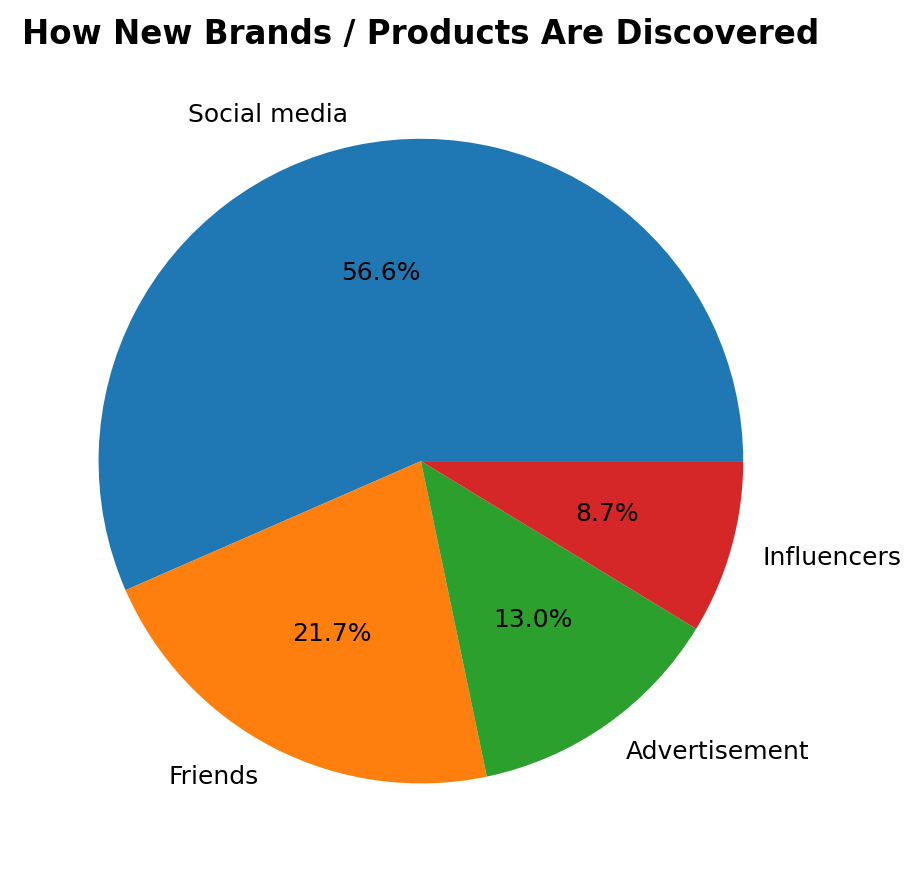 How New Brands / Products Are Discovered
Social media
56.6%
8.7%
Influencers
21.7%
13.0%
Advertisement
Friends